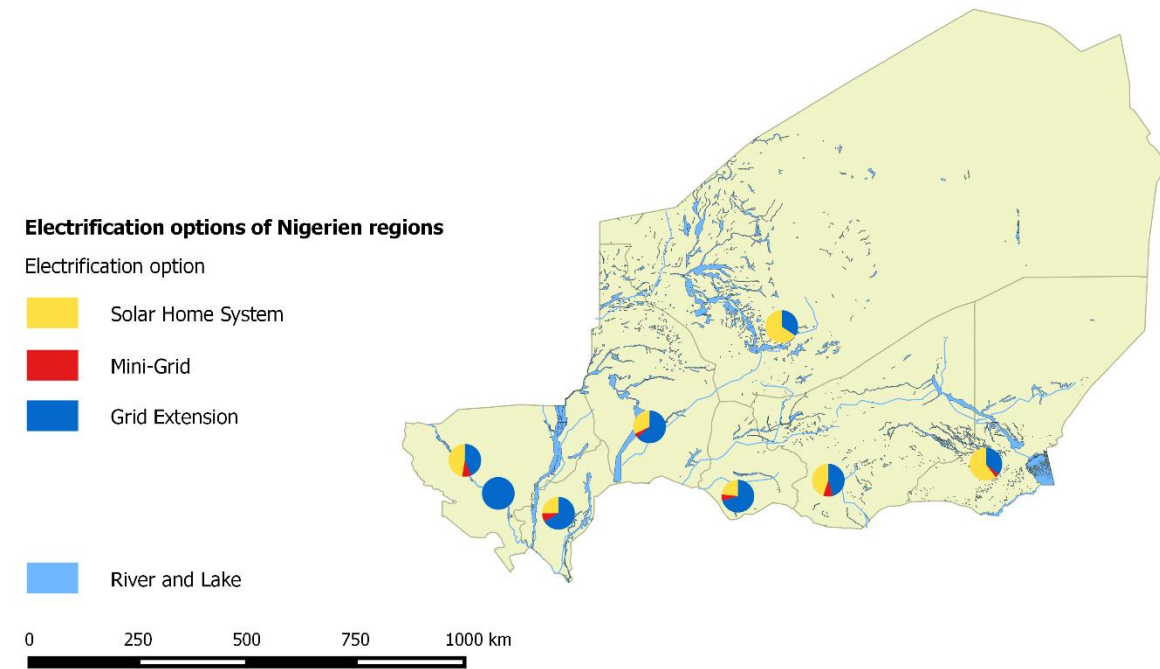 Electrification options of Nigerien regions
Electrification option
Solar Home System
Mini-Grid
Grid Extension
River and Lake
0 250 500 750 1000 km